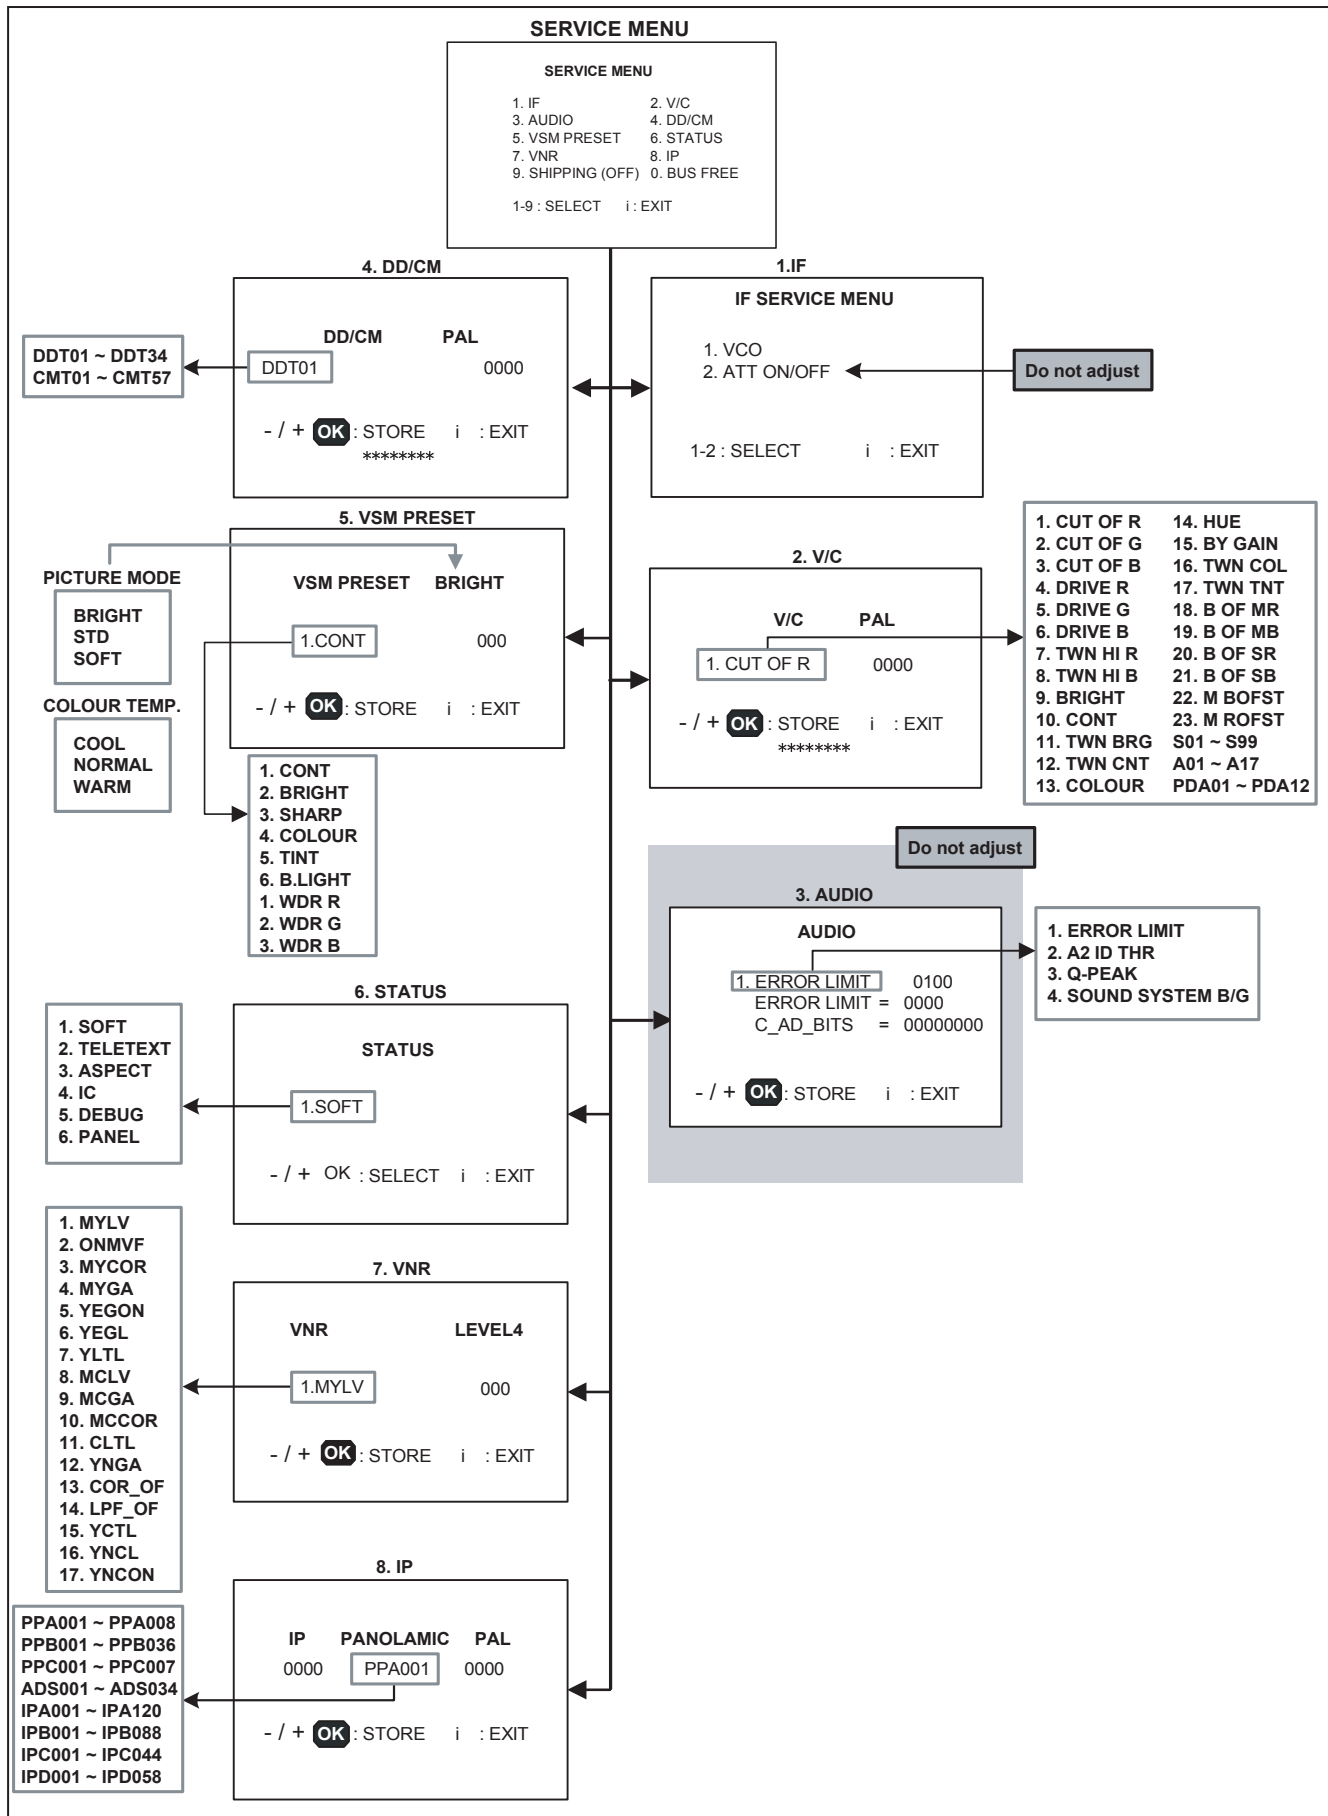 SERVICE MENU
SERVICE MENU
1. IF 2. V/C
3. AUDIO 4. DD/CM
5. VSM PRESET 6. STATUS
7. VNR 8. IP
9. SHIPPING (OFF) 0. BUS FREE
1-9 : SELECT i : EXIT
4. DD/CM
DD/CM PAL
DDT01 0000
- / + OK : STORE i : EXIT
********
DDT01 ~ DDT34
CMT01 ~ CMT57
1.IF
IF SERVICE MENU
1. VCO
2. ATT ON/OFF
1-2 : SELECT i : EXIT
Do not adjust
5. VSM PRESET
VSM PRESET BRIGHT
1.CONT 000
- / + OK : STORE i : EXIT
PICTURE MODE
BRIGHT
STD
SOFT
COLOUR TEMP.
COOL
NORMAL
WARM
1. CONT
2. BRIGHT
3. SHARP
4. COLOUR
5. TINT
6. B.LIGHT
1. WDR R
2. WDR G
3. WDR B
2. V/C
V/C PAL
1. CUT OF R 0000
- / + OK : STORE i : EXIT
********
1. CUT OF R 14. HUE
2. CUT OF G 15. BY GAIN
3. CUT OF B 16. TWN COL
4. DRIVE R 17. TWN TNT
5. DRIVE G 18. B OF MR
6. DRIVE B 19. B OF MB
7. TWN HI R 20. B OF SR
8. TWN HI B 21. B OF SB
9. BRIGHT 22. M BOFST
10. CONT 23. M ROFST
11. TWN BRG S01 ~ S99
12. TWN CNT A01 ~ A17
13. COLOUR PDA01 ~ PDA12
Do not adjust
3. AUDIO
AUDIO
1. ERROR LIMIT 0100
ERROR LIMIT = 0000
C_AD_BITS = 00000000
- / + OK : STORE i : EXIT
1. ERROR LIMIT
2. A2 ID THR
3. Q-PEAK
4. SOUND SYSTEM B/G
6. STATUS
STATUS
1.SOFT
- / + OK : SELECT i : EXIT
1. SOFT
2. TELETEXT
3. ASPECT
4. IC
5. DEBUG
6. PANEL
7. VNR
VNR LEVEL4
1.MYLV 000
- / + OK : STORE i : EXIT
1. MYLV
2. ONMVF
3. MYCOR
4. MYGA
5. YEGON
6. YEGL
7. YLTL
8. MCLV
9. MCGA
10. MCCOR
11. CLTL
12. YNGA
13. COR_OF
14. LPF_OF
15. YCTL
16. YNCL
17. YNCON
8. IP
IP PANOLAMIC PAL
0000 PPA001 0000
- / + OK : STORE i : EXIT
PPA001 ~ PPA008
PPB001 ~ PPB036
PPC001 ~ PPC007
ADS001 ~ ADS034
IPA001 ~ IPA120
IPB001 ~ IPB088
IPC001 ~ IPC044
IPD001 ~ IPD058